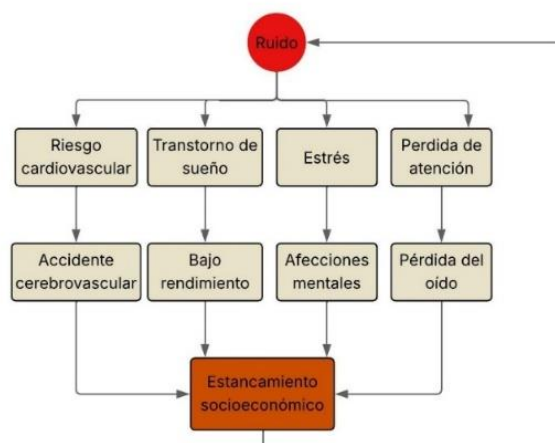 Ruido
Riesgo
cardiovascular
Transtorno de
sueño
Estrés
Perdida de
atención
Accidente
cerebrovascular
Bajo
rendimiento
Afecciones
mentales
Pérdida del
oído
Estancamiento
socioeconómico